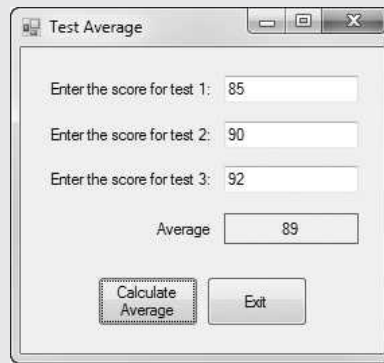 Test Average
Enter the score for test 1: 85
Enter the score for test 2: 90
Enter the score for test 3: 92
Average 89
Calculate
Average
Exit